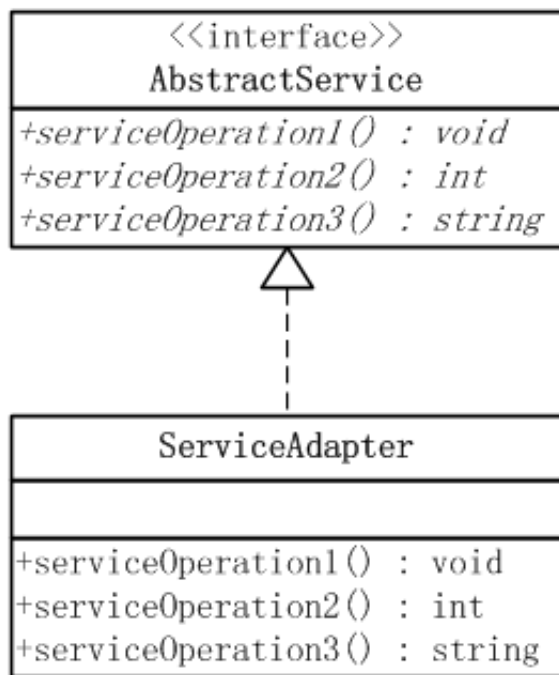 <<interface>>
AbstractService
+serviceOperation1() : void
+serviceOperation2() : int
+serviceOperation3() : string
ServiceAdapter
+serviceOperation1() : void
+serviceOperation2() : int
+serviceOperation3() : string